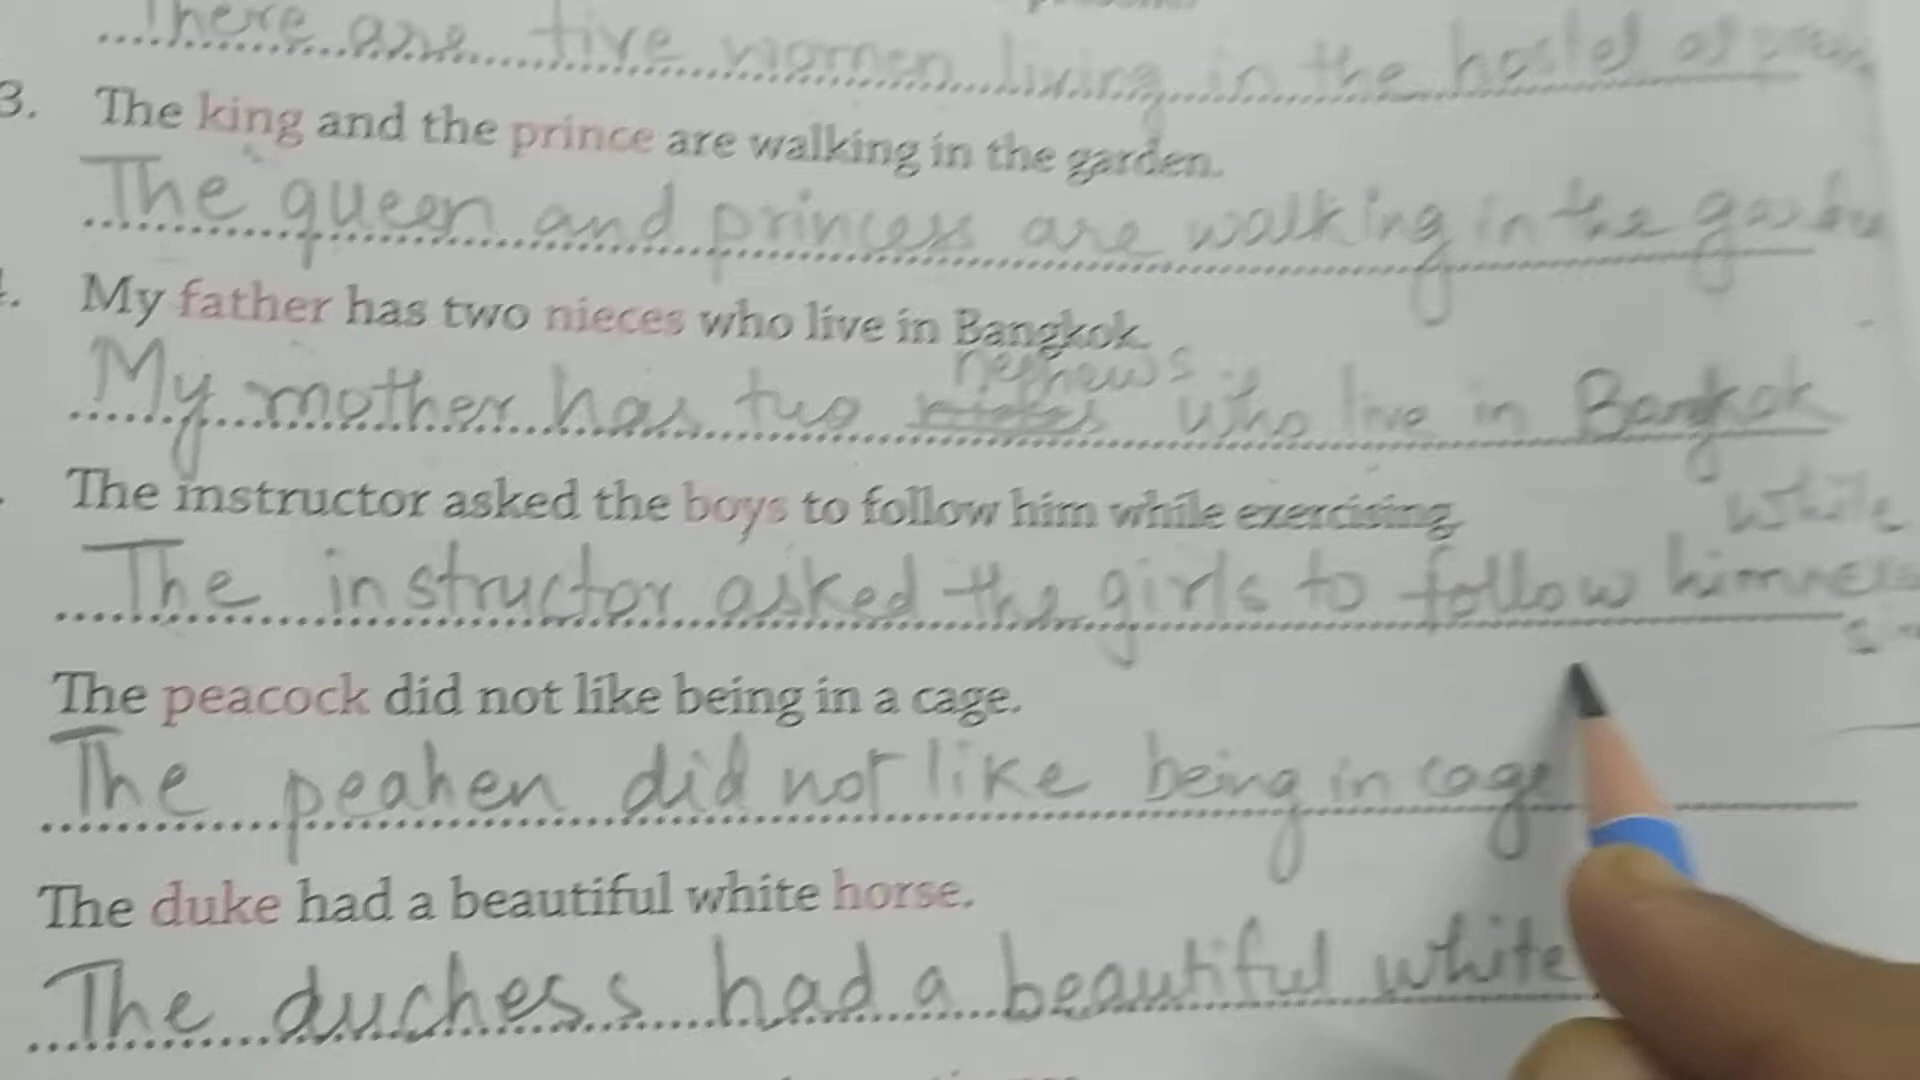 There are five women living in the hostel
3. The king and the prince are walking in the garden.
The queen and princess are walking in the
My father has two nieces who live in Bangkok.
nephews
My mother has two who live in Bangkok
The instructor asked the boys to follow him while exercising
while
The instructor asked the girls to follow him
The peacock did not like being in a cage.
The peahen did not like being in cage
The duke had a beautiful white horse.
The duchess had a beautiful white